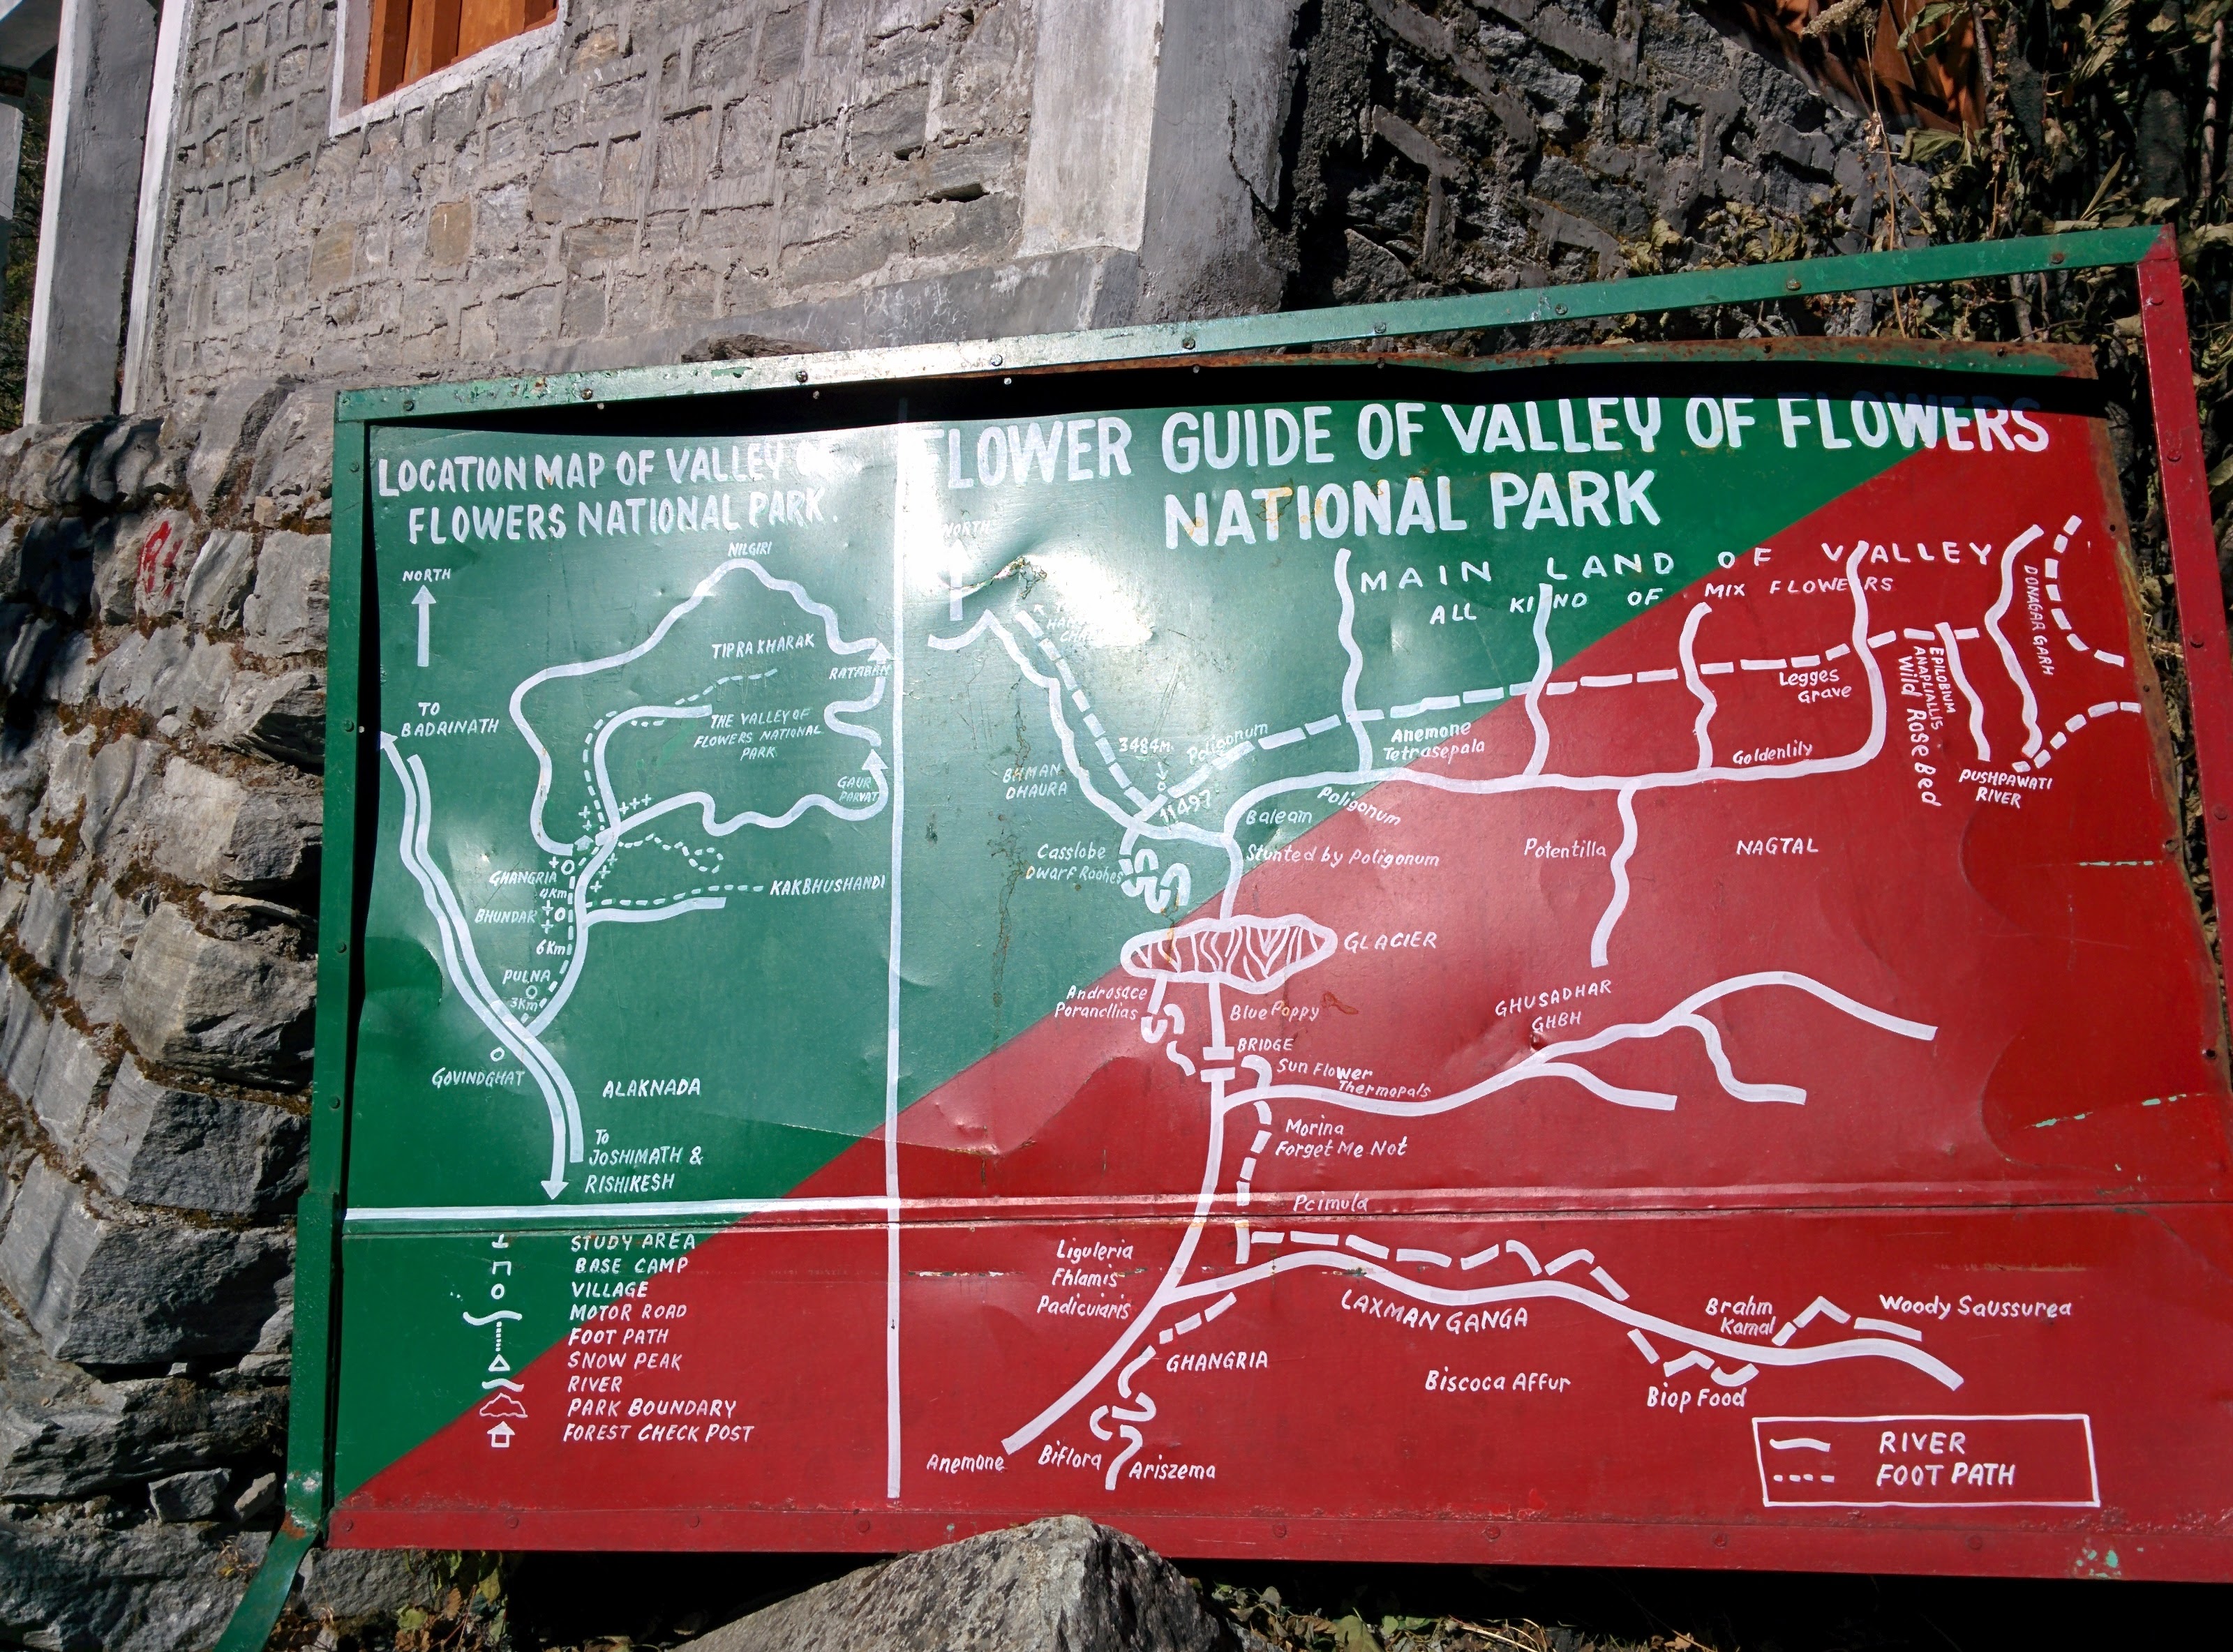 LOCATION MAP OF VALLEY OF
FLOWERS NATIONAL PARK.
NORTH
NILGIRI
TIPRA KHARAK
RATABAN
TO
BADRINATH
THE VALLEY OF
FLOWERS NATIONAL
PARK
GAUR
PARVAT
GHANGRIA
4Km
BHUNDAR
KAKBHUSHANDI
6Km
PULNA
3Km
GOVINDGHAT
ALAKNADA
To
JOSHIMATH &
RISHIKESH
STUDY AREA
BASE CAMP
VILLAGE
MOTOR ROAD
FOOT PATH
SNOW PEAK
RIVER
PARK BOUNDARY
FOREST CHECK POST
FLOWER GUIDE OF VALLEY OF FLOWERS
NATIONAL PARK
NORTH
MAIN LAND OF VALLEY
ALL KIND OF MIX FLOWERS
DONAGAR GARH
Legges
Grave
EPILOBIUM
ANAPLIALLIS
Wild Rose Bed
3484M.
Poligonum
Anemone
Tetrasepala
Goldenlily
PUSHPAWATI
RIVER
BHMAN
DHAURA
11497
Baleam
Poligonum
Casslobe
Dwarf Roohes
Stunted by Poligonum
Potentilla
NAGTAL
GLACIER
Androsace
Porancllias
Blue Poppy
GHUSADHAR
GHBH
BRIDGE
Sun Flower
Thermopals
Morina
Forget Me Not
Pcimula
Liguleria
Fhlamis
Padicularis
LAXMAN GANGA
Brahm
Kamal
Woody Saussurea
GHANGRIA
Biscoca Affur
Biop Food
Anemone
Biflora
Ariszema
RIVER
FOOT PATH